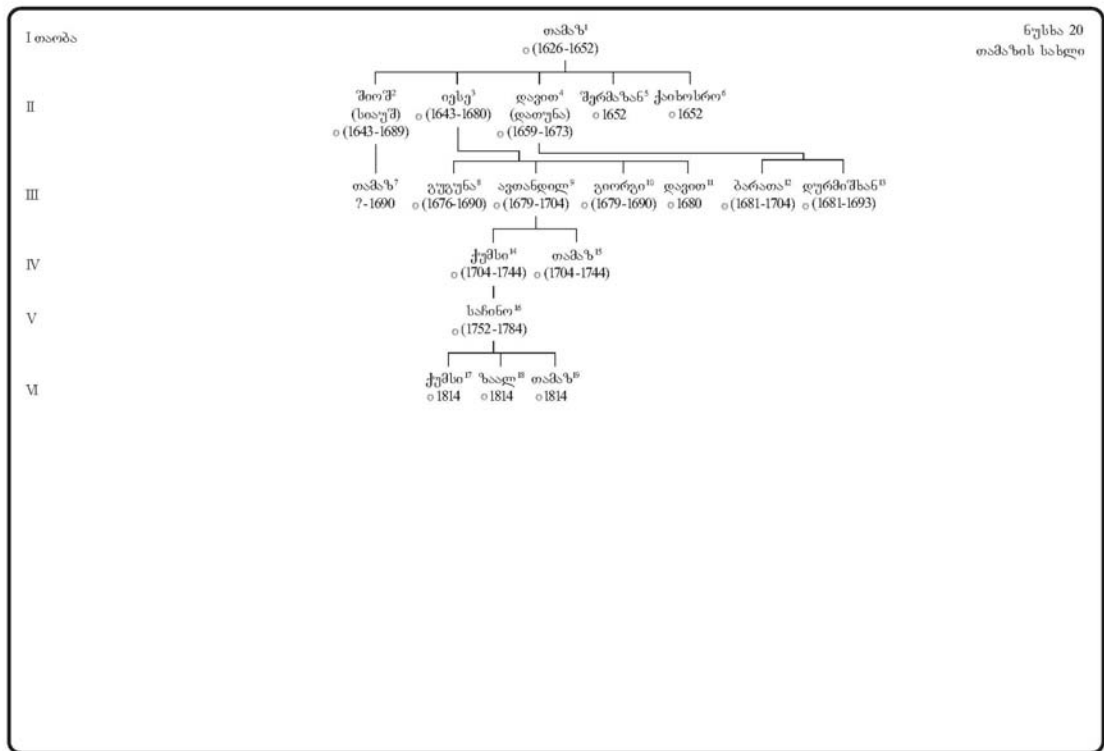 I თაობა
თამაზ¹
ნუსხა 20
○ (1626-1652)
თამაზის სახლი
II
შიოშ² იესე³ დავით⁴ შერმაზან⁵ ქაიხოსრო⁶
(სიაუშ) ○ (1643-1680) (დათუნა) ○ 1652 ○ 1652
○ (1643-1689) ○ (1659-1673)
III
თამაზ⁷ გუგუნა⁸ ავთანდილ⁹ გიორგი¹⁰ დავით¹¹ ბარათა¹² დურმიშხან¹³
?-1690 ○ (1676-1690) ○ (1679-1704) ○ (1679-1690) ○ 1680 ○ (1681-1704) ○ (1681-1693)
IV
ქუმსი¹⁴ თამაზ¹⁵
○ (1704-1744) ○ (1704-1744)
V
საჩინო¹⁶
○ (1752-1784)
VI
ქუმსი¹⁷ ზაალ¹⁸ თამაზ¹⁹
○ 1814 ○ 1814 ○ 1814